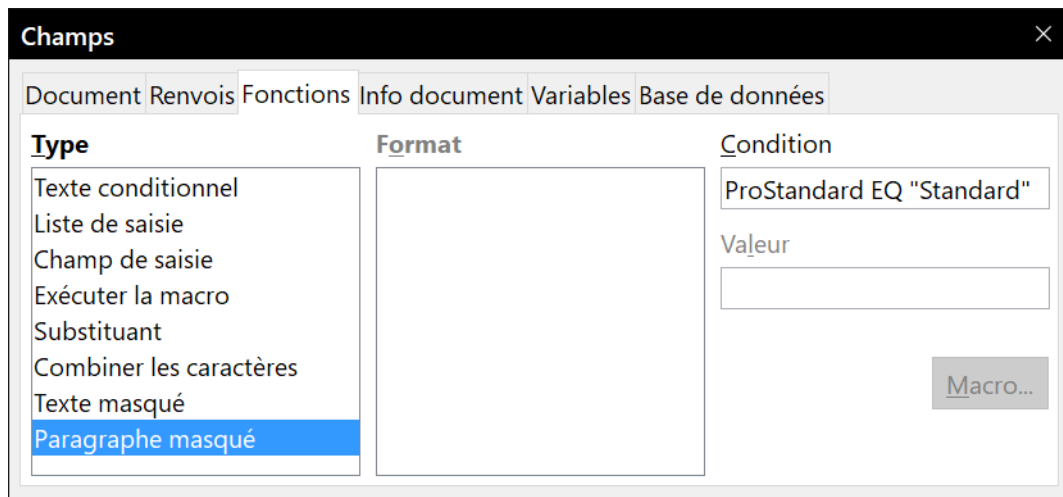 Champs
Document Renvois Fonctions Info document Variables Base de données
Type
Texte conditionnel
Liste de saisie
Champ de saisie
Exécuter la macro
Substituant
Combiner les caractères
Texte masqué
Paragraphe masqué
Format
Condition
ProStandard EQ "Standard"
Valeur
Macro...